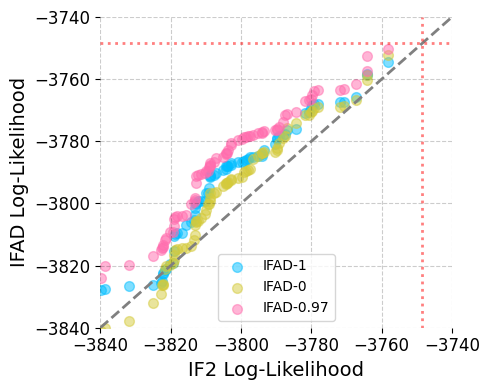 −3740
−3760
−3780
−3800
−3820
−3840
IFAD Log-Likelihood
IFAD-1
IFAD-0
IFAD-0.97
−3840 −3820 −3800 −3780 −3760 −3740
IF2 Log-Likelihood